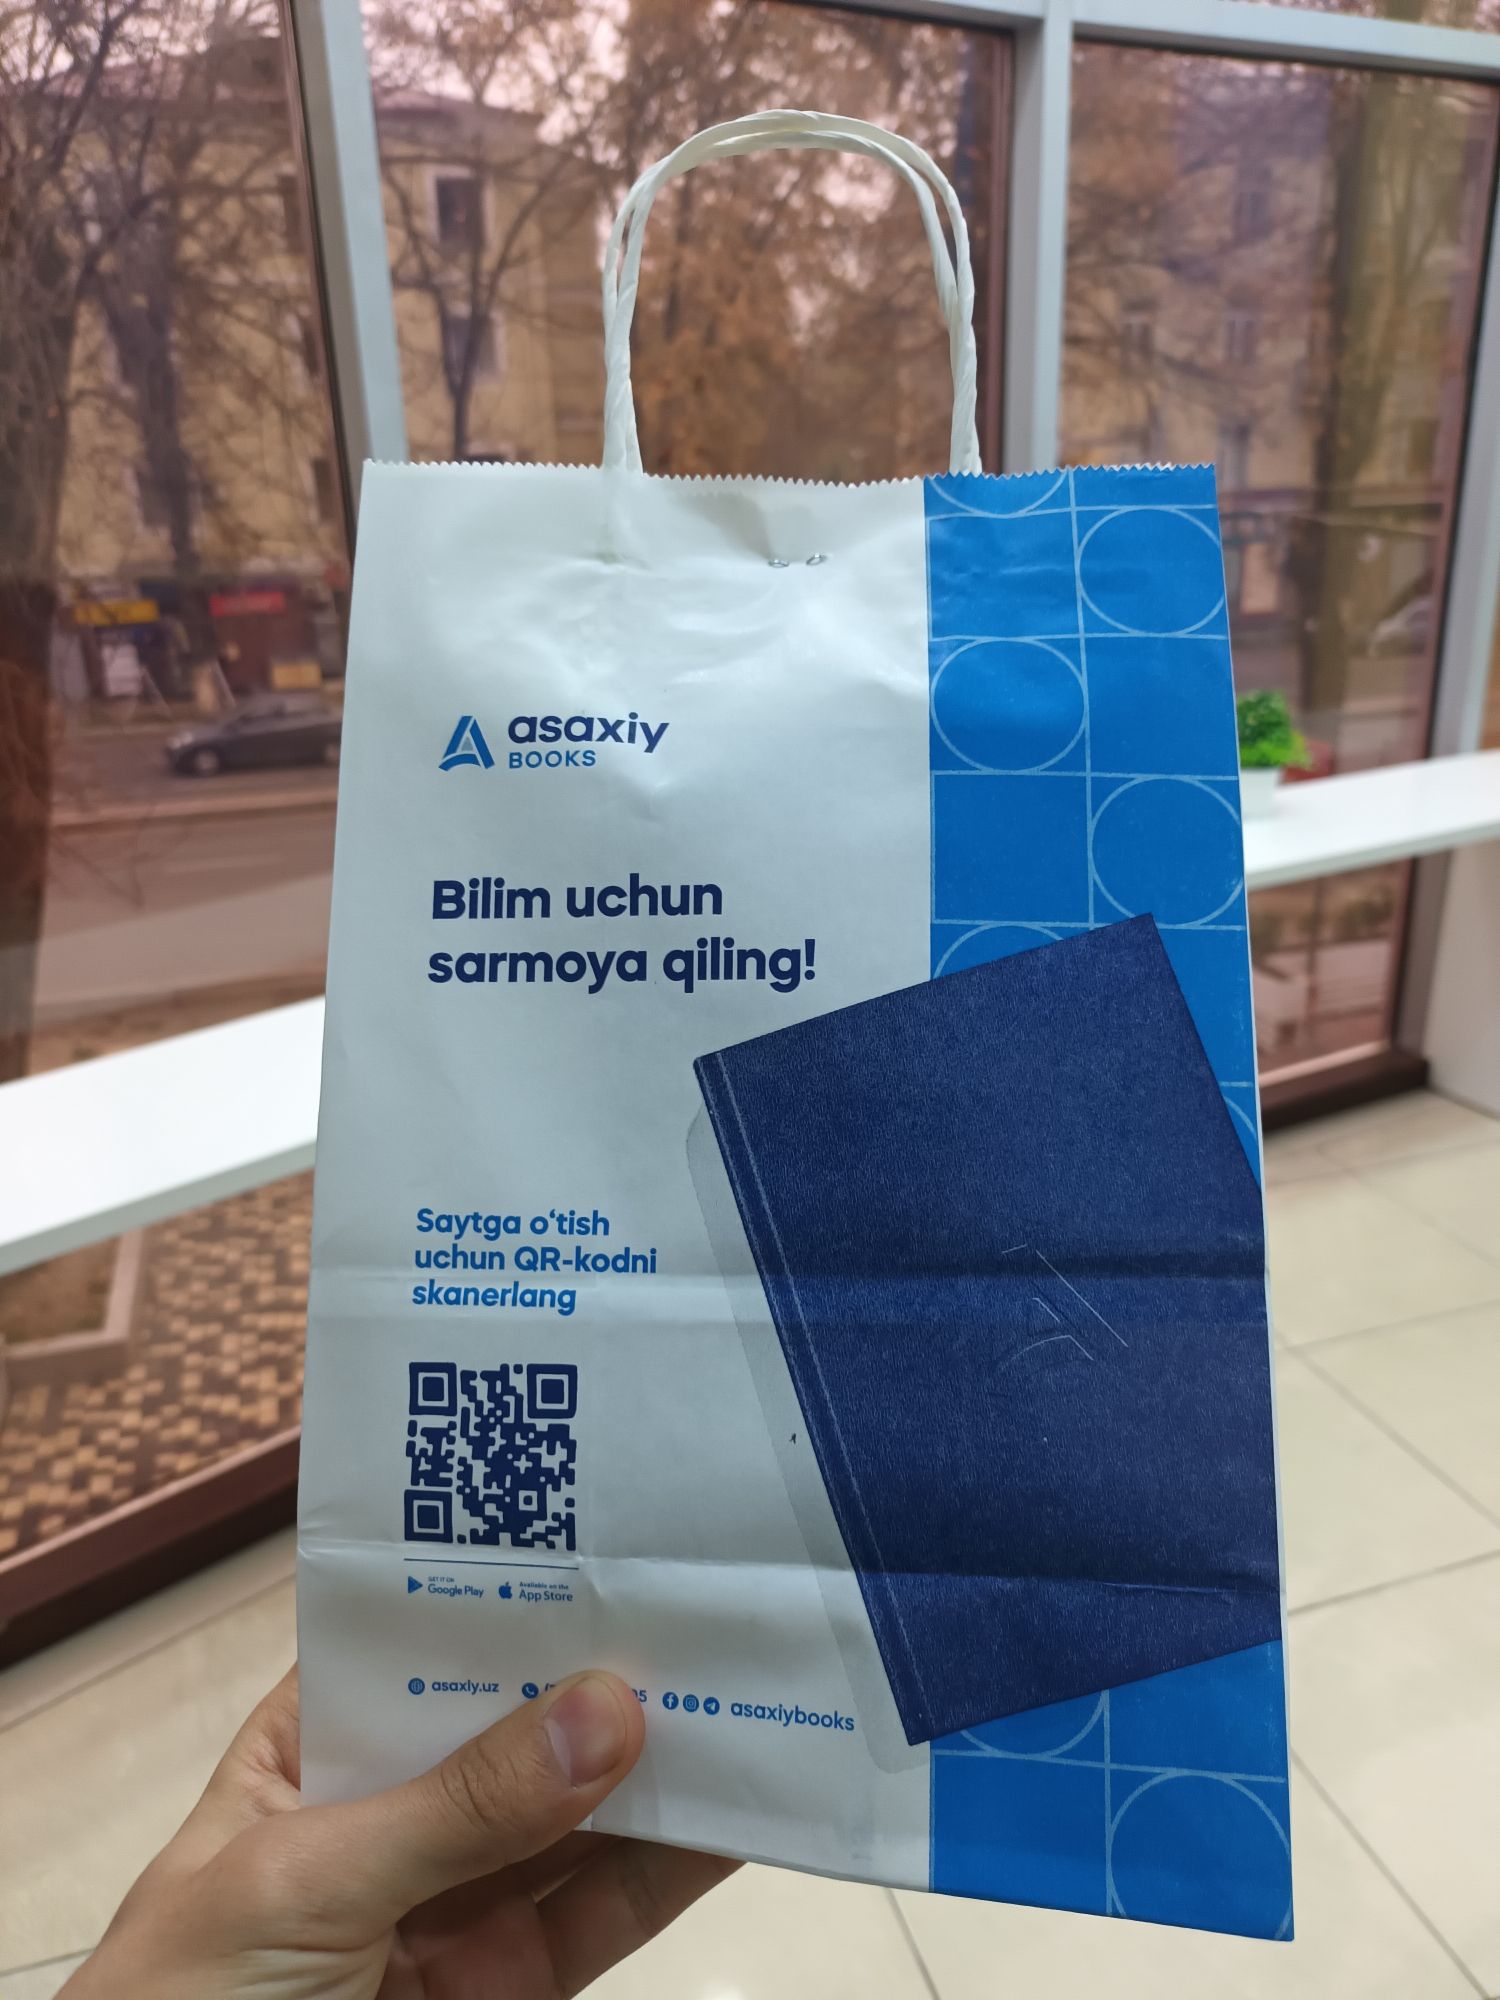 asaxiy
BOOKS
Bilim uchun
sarmoya qiling!
Saytga o‘tish
uchun QR-kodni
skanerlang
GET IT ON
Google Play
Available on the
App Store
asaxiy.uz
asaxiybooks